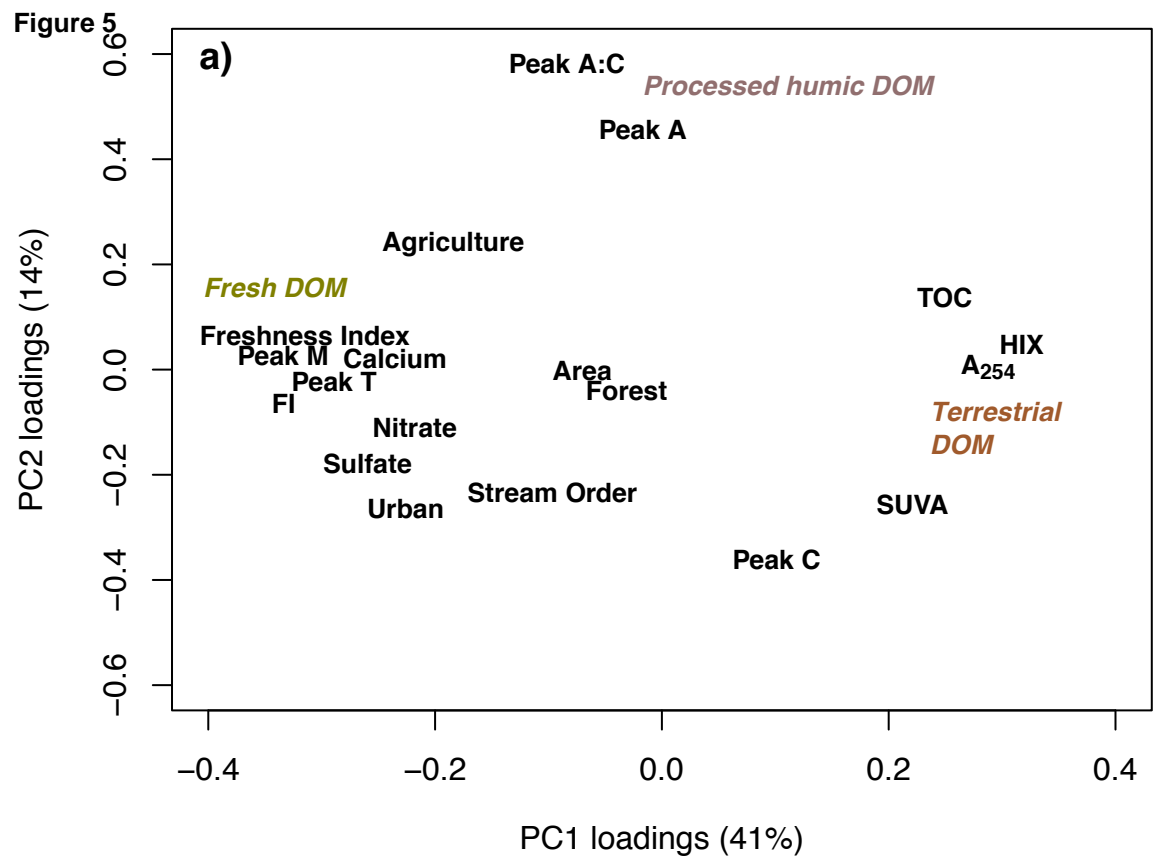 Figure 5
a)
Peak A:C
Processed humic DOM
Peak A
Agriculture
Fresh DOM
TOC
Freshness Index
HIX
Peak M
Calcium
A254
Area
Peak T
Forest
FI
Terrestrial
DOM
Nitrate
Sulfate
Stream Order
Urban
SUVA
Peak C
PC2 loadings (14%)
0.6
0.4
0.2
0.0
−0.2
−0.4
−0.6
−0.4
−0.2
0.0
0.2
0.4
PC1 loadings (41%)